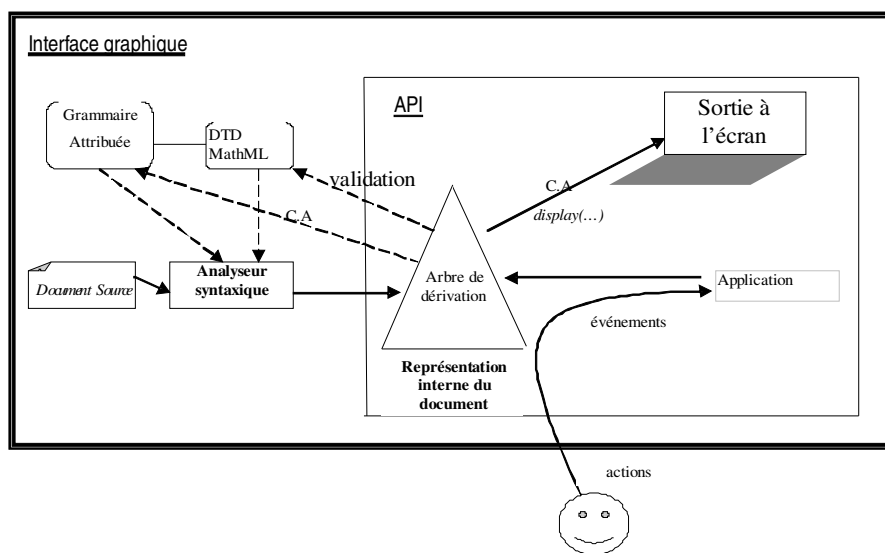 Interface graphique
Grammaire
Attribuée
DTD
MathML
API
Sortie à
l'écran
validation
C.A
C.A
display(…)
Document Source
Analyseur
syntaxique
Arbre de
dérivation
Application
événements
Représentation
interne du
document
actions